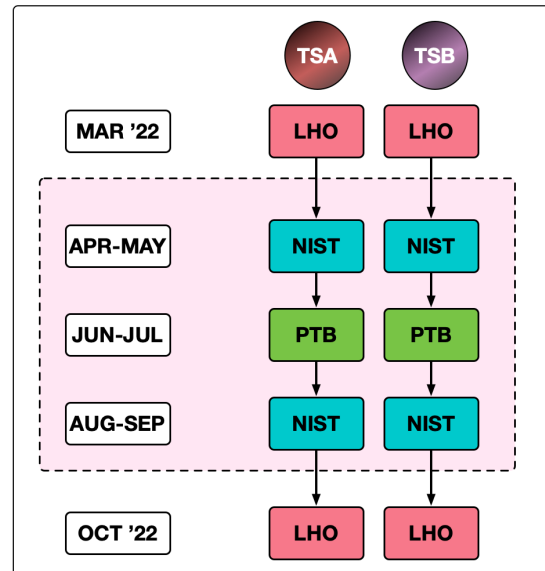 TSA TSB
MAR ’22 LHO LHO
APR-MAY NIST NIST
JUN-JUL PTB PTB
AUG-SEP NIST NIST
OCT ’22 LHO LHO